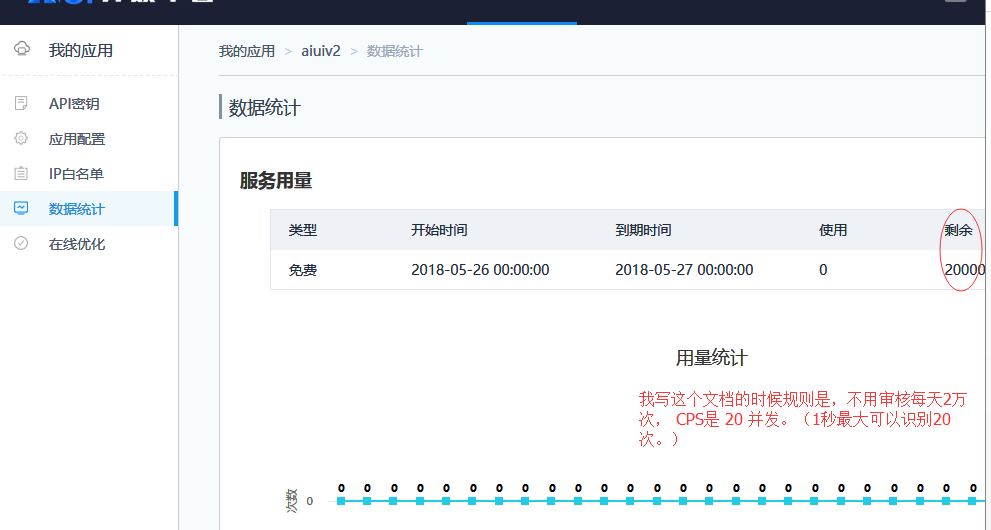 我的应用
我的应用 > aiuiv2 > 数据统计
API密钥
应用配置
IP白名单
数据统计
在线优化
数据统计
服务用量
类型 开始时间 到期时间 使用 剩余
免费 2018-05-26 00:00:00 2018-05-27 00:00:00 0 20000
用量统计
我写这个文档的时候规则是，不用审核每天2万
次， CPS是 20 并发。（1秒最大可以识别20
次。）
0 0 0 0 0 0 0 0 0 0 0 0 0 0 0 0 0 0 0 0 0 0 0 0 0
次数 0